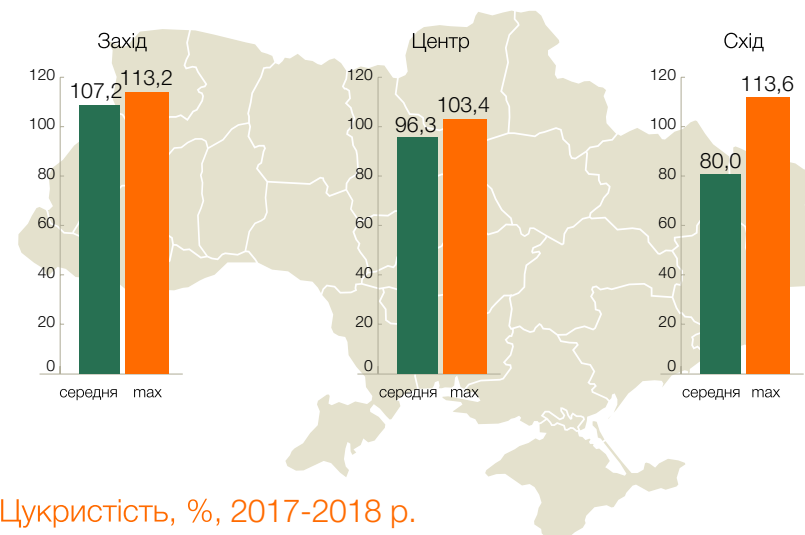 Захід
120
100
80
60
40
20
0
107,2
113,2
середня
max
Центр
120
100
80
60
40
20
0
96,3
103,4
середня
max
Схід
120
100
80
60
40
20
0
80,0
113,6
середня
max
Цукристість, %, 2017-2018 р.